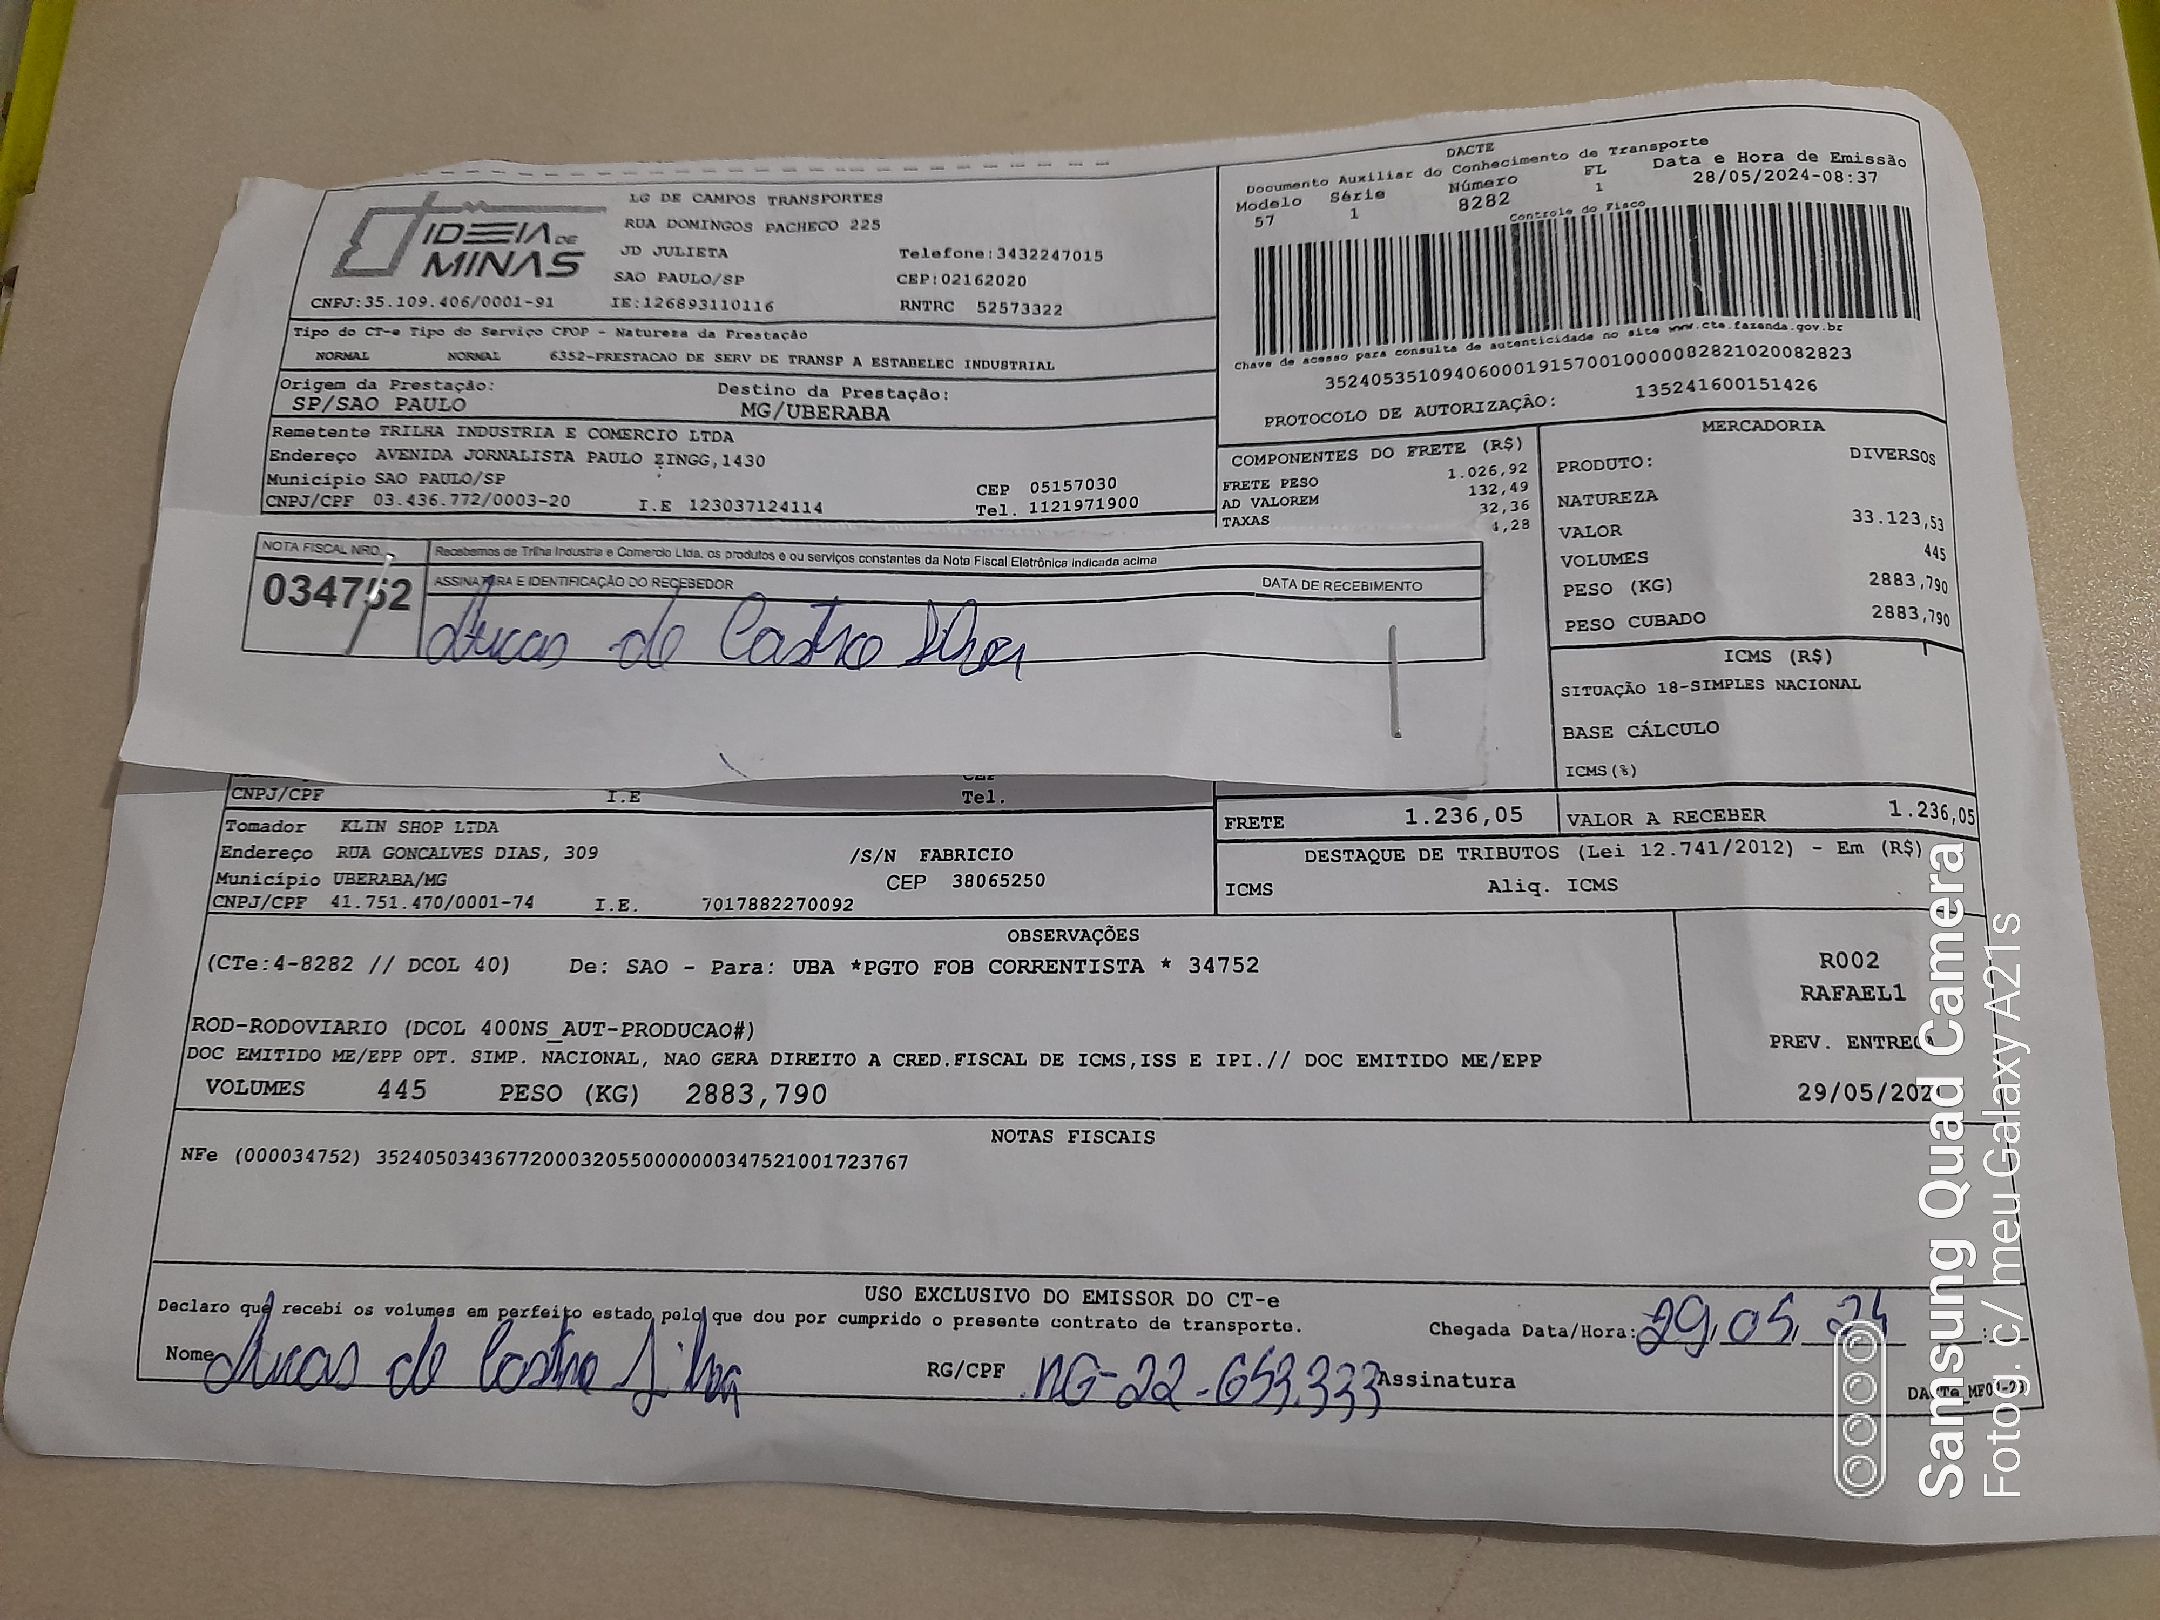 IDEIA DE
MINAS
CNPJ:35.109.406/0001-91
LG DE CAMPOS TRANSPORTES
RUA DOMINGOS PACHECO 225
JD JULIETA Telefone:3432247015
SAO PAULO/SP CEP:02162020
IE:126893110116 RNTRC 52573322
DACTE
Documento Auxiliar do Conhecimento de Transporte
Modelo Série Número FL Data e Hora de Emissão
57 1 8282 1 28/05/2024-08:37
Controle do Fisco
Chave de acesso para consulta de autenticidade no site www.cte.fazenda.gov.br
35240535109406000191570010000082821020082823
PROTOCOLO DE AUTORIZAÇÃO: 135241600151426
Tipo do CT-e Tipo do Serviço CFOP - Natureza da Prestação
NORMAL NORMAL 6352-PRESTACAO DE SERV DE TRANSP A ESTABELEC INDUSTRIAL
Origem da Prestação: Destino da Prestação:
SP/SAO PAULO MG/UBERABA
Remetente TRILHA INDUSTRIA E COMERCIO LTDA
Endereço AVENIDA JORNALISTA PAULO ZINGG,1430
Município SAO PAULO/SP CEP 05157030
CNPJ/CPF 03.436.772/0003-20 I.E 123037124114 Tel. 1121971900
COMPONENTES DO FRETE (R$)
FRETE PESO 1.026,92
AD VALOREM 132,49
TAXAS 32,36
4,28
MERCADORIA
PRODUTO: DIVERSOS
NATUREZA
VALOR 33.123,53
VOLUMES 445
PESO (KG) 2883,790
PESO CUBADO 2883,790
ICMS (R$)
SITUAÇÃO 18-SIMPLES NACIONAL
BASE CÁLCULO
ICMS(%)
NOTA FISCAL NRO.
034752
Recebemos de Trilha Industria e Comercio Ltda, os produtos e ou serviços constantes da Nota Fiscal Eletrônica indicada acima
ASSINATURA E IDENTIFICAÇÃO DO RECEBEDOR DATA DE RECEBIMENTO
Lucas de Castro Silva
CEP
CNPJ/CPF I.E Tel.
FRETE 1.236,05 VALOR A RECEBER 1.236,05
Tomador KLIN SHOP LTDA
Endereço RUA GONCALVES DIAS, 309 /S/N FABRICIO
Município UBERABA/MG CEP 38065250
CNPJ/CPF 41.751.470/0001-74 I.E. 7017882270092
DESTAQUE DE TRIBUTOS (Lei 12.741/2012) - Em (R$)
ICMS Aliq. ICMS
OBSERVAÇÕES
(CTe:4-8282 // DCOL 40) De: SAO - Para: UBA *PGTO FOB CORRENTISTA * 34752
ROD-RODOVIARIO (DCOL 400NS_AUT-PRODUCAO#)
DOC EMITIDO ME/EPP OPT. SIMP. NACIONAL, NAO GERA DIREITO A CRED.FISCAL DE ICMS,ISS E IPI.// DOC EMITIDO ME/EPP
VOLUMES 445 PESO (KG) 2883,790
R002
RAFAEL1
PREV. ENTREGA
29/05/202
NOTAS FISCAIS
NFe (000034752) 35240503436772000320550000000347521001723767
USO EXCLUSIVO DO EMISSOR DO CT-e
Declaro que recebi os volumes em perfeito estado pelo que dou por cumprido o presente contrato de transporte.
Chegada Data/Hora: 29.05.24 :
Nome Lucas de Castro Silva RG/CPF MG-22.653.333 Assinatura
Samsung Quad Camera
Fotog. c/ meu Galaxy A21s